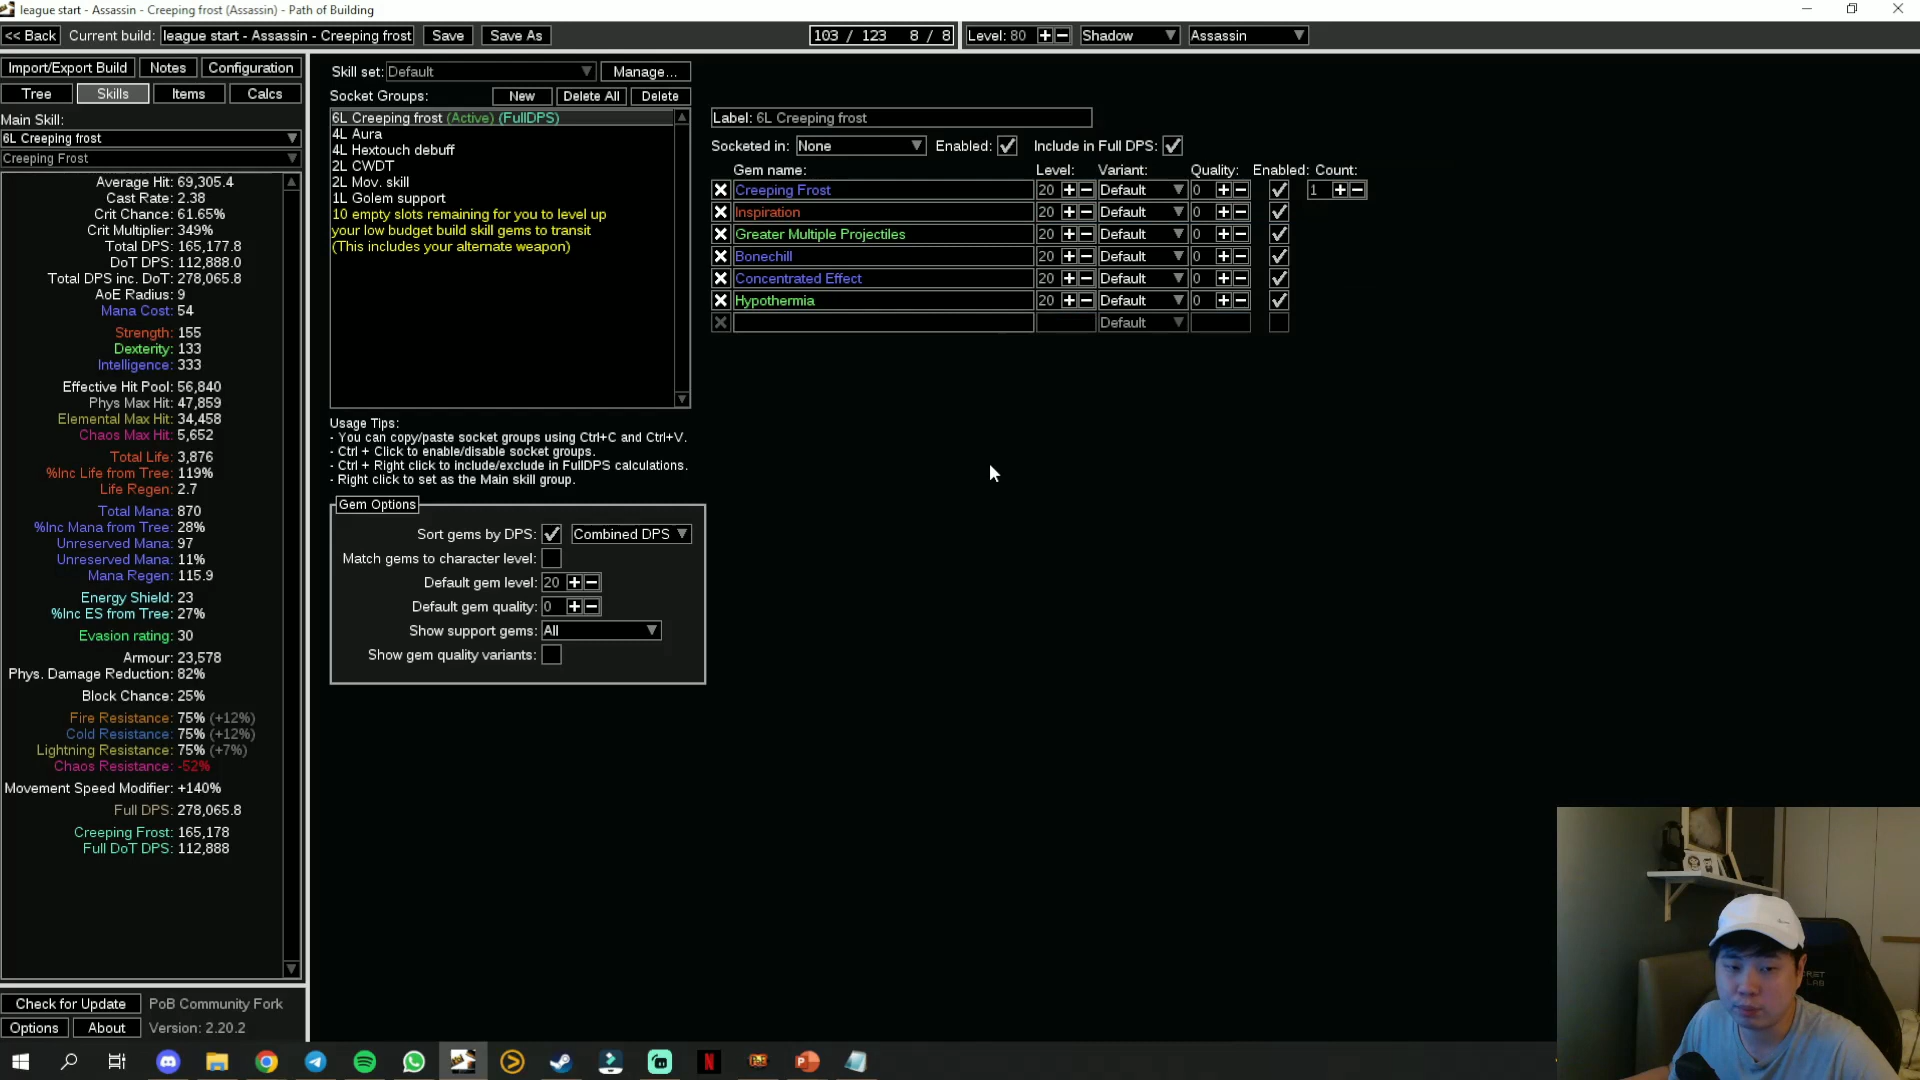 league start - Assassin - Creeping frost (Assassin) - Path of Building
<< Back Current build: league start - Assassin - Creeping frost Save Save As 103 / 123 8 / 8 Level: 80 Shadow Assassin
Import/Export Build Notes Configuration
Tree Skills Items Calcs
Main Skill:
6L Creeping frost
Creeping Frost
Average Hit: 69,305.4
Cast Rate: 2.38
Crit Chance: 61.65%
Crit Multiplier: 349%
Total DPS: 165,177.8
DoT DPS: 112,888.0
Total DPS inc. DoT: 278,065.8
AoE Radius: 9
Mana Cost: 54
Strength: 155
Dexterity: 133
Intelligence: 333
Effective Hit Pool: 56,840
Phys Max Hit: 47,859
Elemental Max Hit: 34,458
Chaos Max Hit: 5,652
Total Life: 3,876
%Inc Life from Tree: 119%
Life Regen: 2.7
Total Mana: 870
%Inc Mana from Tree: 28%
Unreserved Mana: 97
Unreserved Mana: 11%
Mana Regen: 115.9
Energy Shield: 23
%Inc ES from Tree: 27%
Evasion rating: 30
Armour: 23,578
Phys. Damage Reduction: 82%
Block Chance: 25%
Fire Resistance: 75% (+12%)
Cold Resistance: 75% (+12%)
Lightning Resistance: 75% (+7%)
Chaos Resistance: -52%
Movement Speed Modifier: +140%
Full DPS: 278,065.8
Creeping Frost: 165,178
Full DoT DPS: 112,888
Check for Update PoB Community Fork
Options About Version: 2.20.2
Skill set: Default Manage...
Socket Groups: New Delete All Delete
6L Creeping frost (Active) (FullDPS)
4L Aura
4L Hextouch debuff
2L CWDT
2L Mov. skill
1L Golem support
10 empty slots remaining for you to level up
your low budget build skill gems to transit
(This includes your alternate weapon)
Usage Tips:
- You can copy/paste socket groups using Ctrl+C and Ctrl+V.
- Ctrl + Click to enable/disable socket groups.
- Ctrl + Right click to include/exclude in FullDPS calculations.
- Right click to set as the Main skill group.
Gem Options
Sort gems by DPS: Combined DPS
Match gems to character level:
Default gem level: 20
Default gem quality: 0
Show support gems: All
Show gem quality variants:
Label: 6L Creeping frost
Socketed in: None Enabled: Include in Full DPS:
Gem name: Level: Variant: Quality: Enabled: Count:
Creeping Frost 20 Default 0 1
Inspiration 20 Default 0
Greater Multiple Projectiles 20 Default 0
Bonechill 20 Default 0
Concentrated Effect 20 Default 0
Hypothermia 20 Default 0
Default